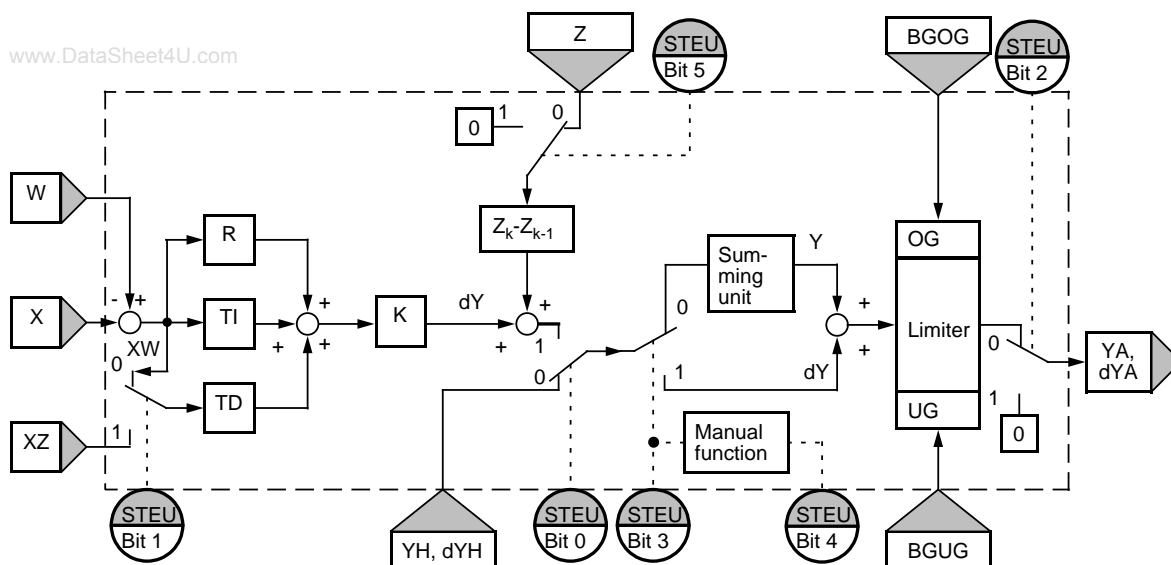 www.DataSheet4U.com
Z
STEU
Bit 5
BGOG
STEU
Bit 2
0
1
0
W
R
Zk-Zk-1
Sum-
ming
unit
Y
OG
- +
+
+
0
+
X
TI
+
+
K
dY
+
1
+
Limiter
0
YA,
dYA
XW
0
0
1
dY
TD
XZ
1
Manual
function
UG
1
0
STEU
Bit 1
YH, dYH
STEU
Bit 0
STEU
Bit 3
STEU
Bit 4
BGUG